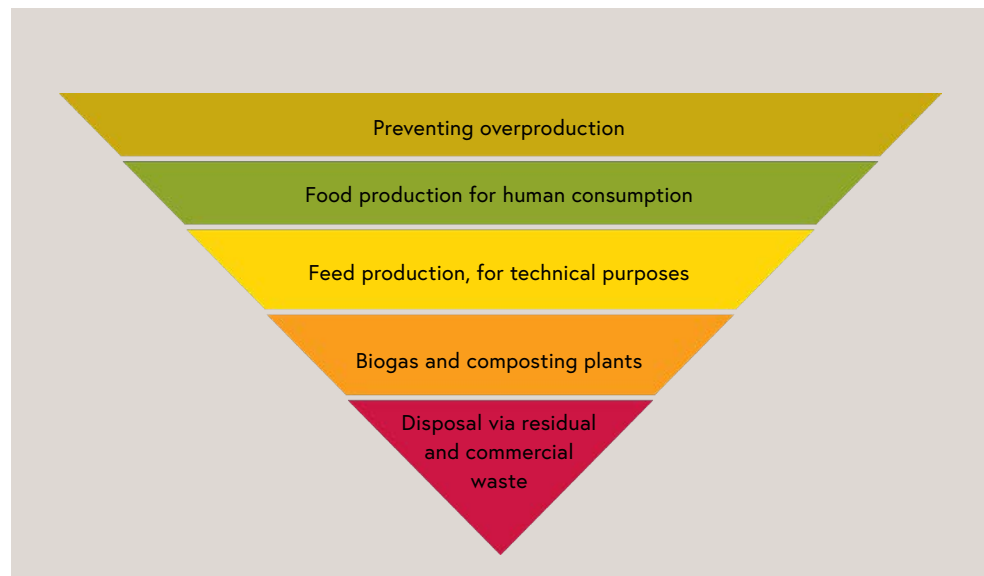 Preventing overproduction
Food production for human consumption
Feed production, for technical purposes
Biogas and composting plants
Disposal via residual
and commercial
waste